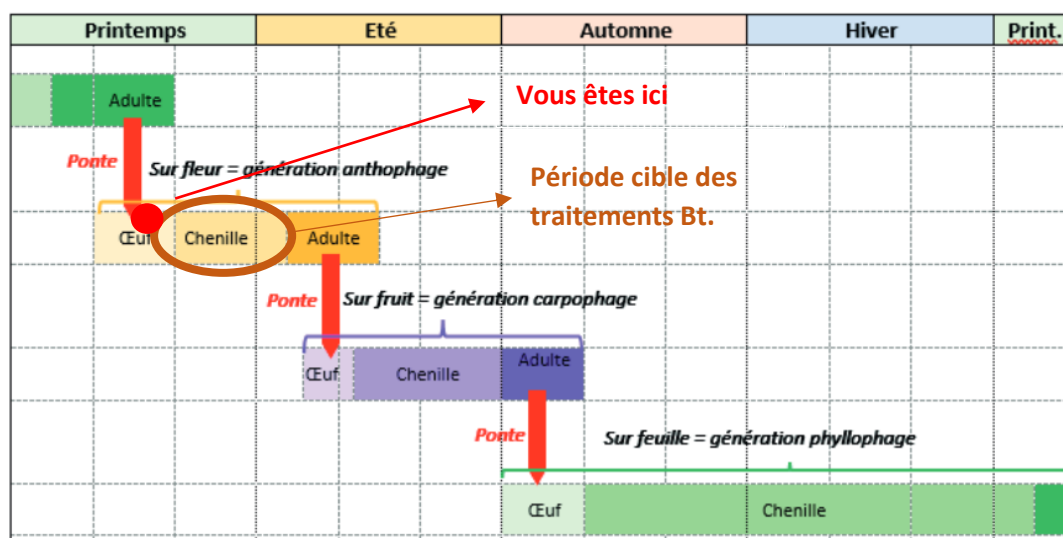 Printemps Eté Automne Hiver Print.
Adulte
Vous êtes ici
Ponte
Sur fleur = génération anthophage
Période cible des
traitements Bt.
Œuf Chenille Adulte
Ponte
Sur fruit = génération carpophage
Œuf Chenille Adulte
Ponte
Sur feuille = génération phyllophage
Œuf Chenille